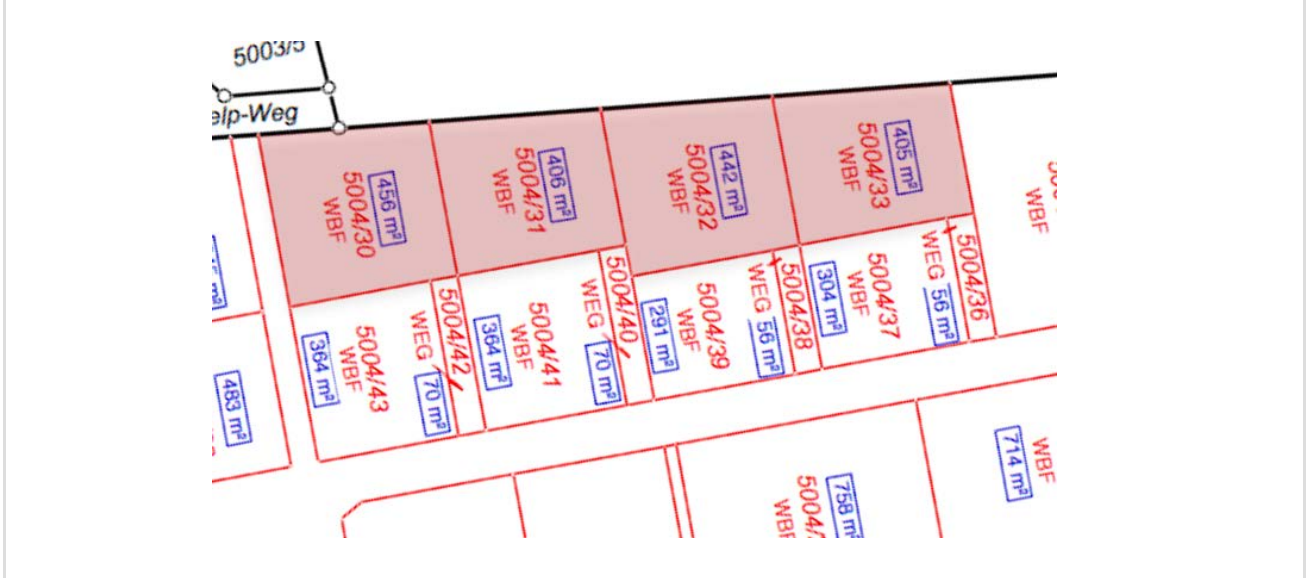 5003/5
elp-Weg
456 m²
5004/30
WBF
406 m²
5004/31
WBF
442 m²
5004/32
WBF
405 m²
5004/33
WBF
WBF
5004/43
WBF
364 m²
5004/42
WEG 70 m²
5004/41
WBF
364 m²
5004/40
WEG 70 m²
5004/39
WBF
291 m²
5004/38
WEG 56 m²
5004/37
WBF
304 m²
5004/36
WEG 56 m²
483 m²
758 m²
5004/
WBF
WBF
714 m²